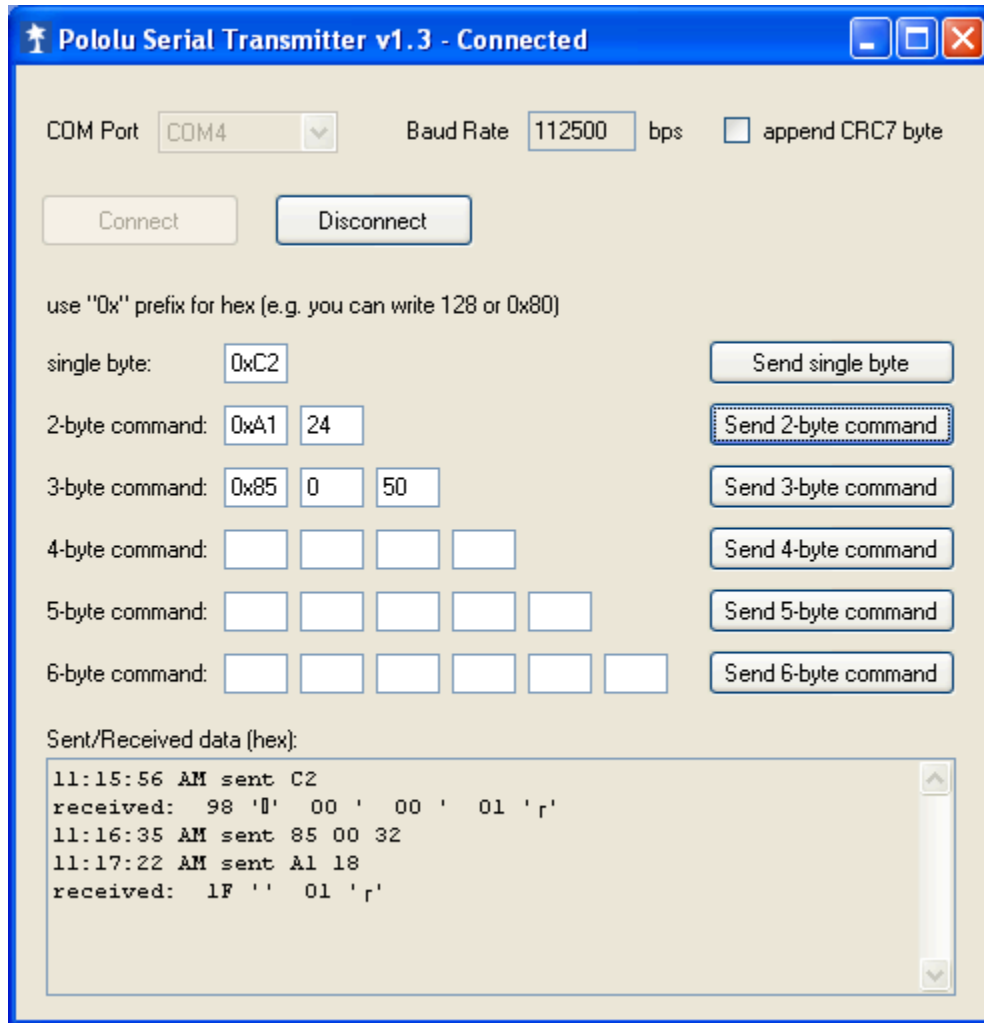 Pololu Serial Transmitter v1.3 - Connected
COM Port COM4 Baud Rate 112500 bps append CRC7 byte
Connect Disconnect
use "0x" prefix for hex (e.g. you can write 128 or 0x80)
single byte: 0xC2 Send single byte
2-byte command: 0xA1 24 Send 2-byte command
3-byte command: 0x85 0 50 Send 3-byte command
4-byte command: Send 4-byte command
5-byte command: Send 5-byte command
6-byte command: Send 6-byte command
Sent/Received data (hex):
11:15:56 AM sent C2
received:  98 '▯'  00 '  00 '  01 '┌'
11:16:35 AM sent 85 00 32
11:17:22 AM sent A1 18
received:  1F ''  01 '┌'